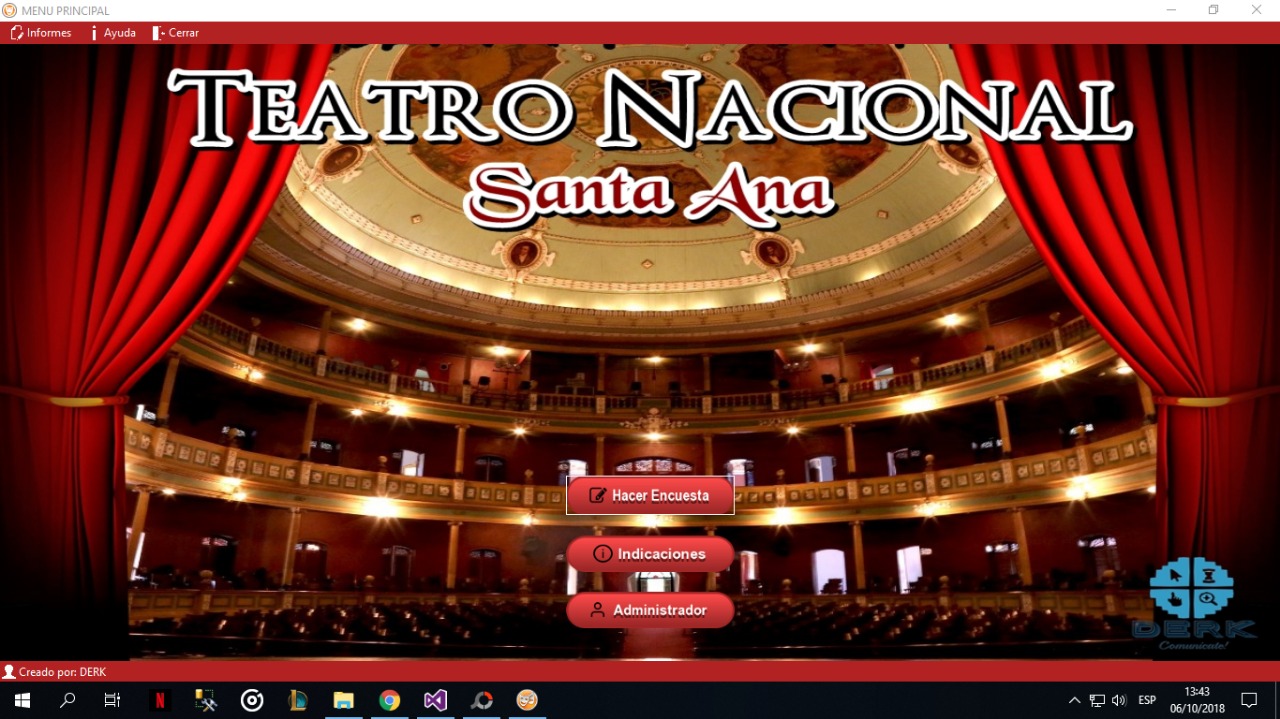 MENU PRINCIPAL
Informes Ayuda Cerrar
TEATRO NACIONAL
Santa Ana
Hacer Encuesta
Indicaciones
Administrador
DERK
Comunicate!
Creado por: DERK
N
ESP
13:43
06/10/2018